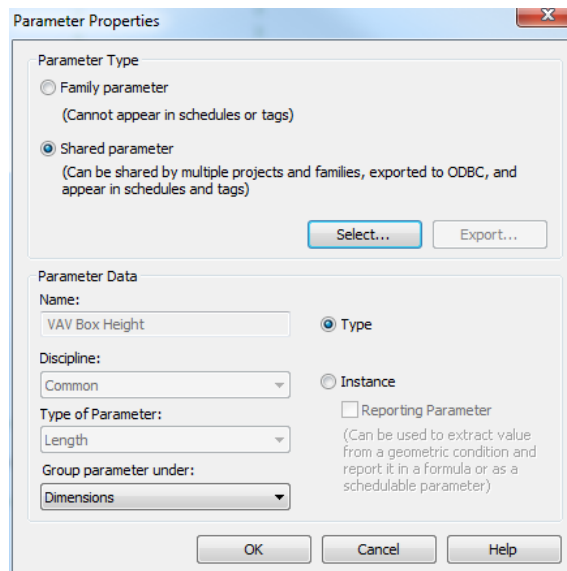 Parameter Properties
Parameter Type
Family parameter
(Cannot appear in schedules or tags)
Shared parameter
(Can be shared by multiple projects and families, exported to ODBC, and
appear in schedules and tags)
Select...
Export...
Parameter Data
Name:
VAV Box Height
Type
Discipline:
Common
Instance
Type of Parameter:
Reporting Parameter
Length
(Can be used to extract value
from a geometric condition and
report it in a formula or as a
schedulable parameter)
Group parameter under:
Dimensions
OK
Cancel
Help